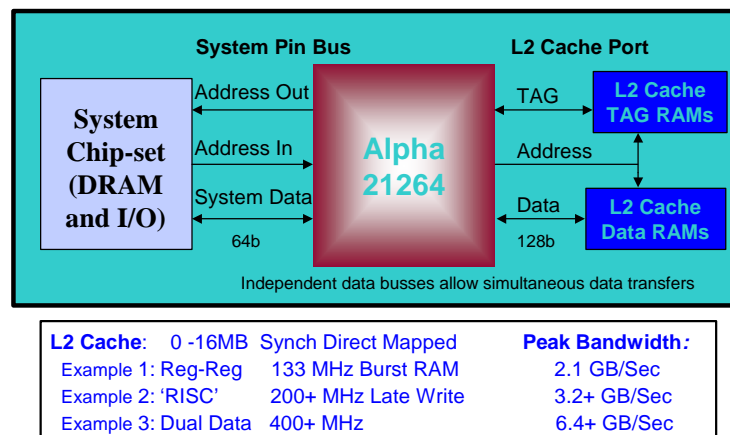 System Pin Bus
L2 Cache Port
System
Chip-set
(DRAM
and I/O)
Address Out
Address In
System Data
64b
Alpha
21264
TAG
Address
Data
128b
L2 Cache
TAG RAMs
L2 Cache
Data RAMs
Independent data busses allow simultaneous data transfers
L2 Cache: 0 -16MB Synch Direct Mapped Peak Bandwidth:
Example 1: Reg-Reg 133 MHz Burst RAM 2.1 GB/Sec
Example 2: ‘RISC’ 200+ MHz Late Write 3.2+ GB/Sec
Example 3: Dual Data 400+ MHz 6.4+ GB/Sec